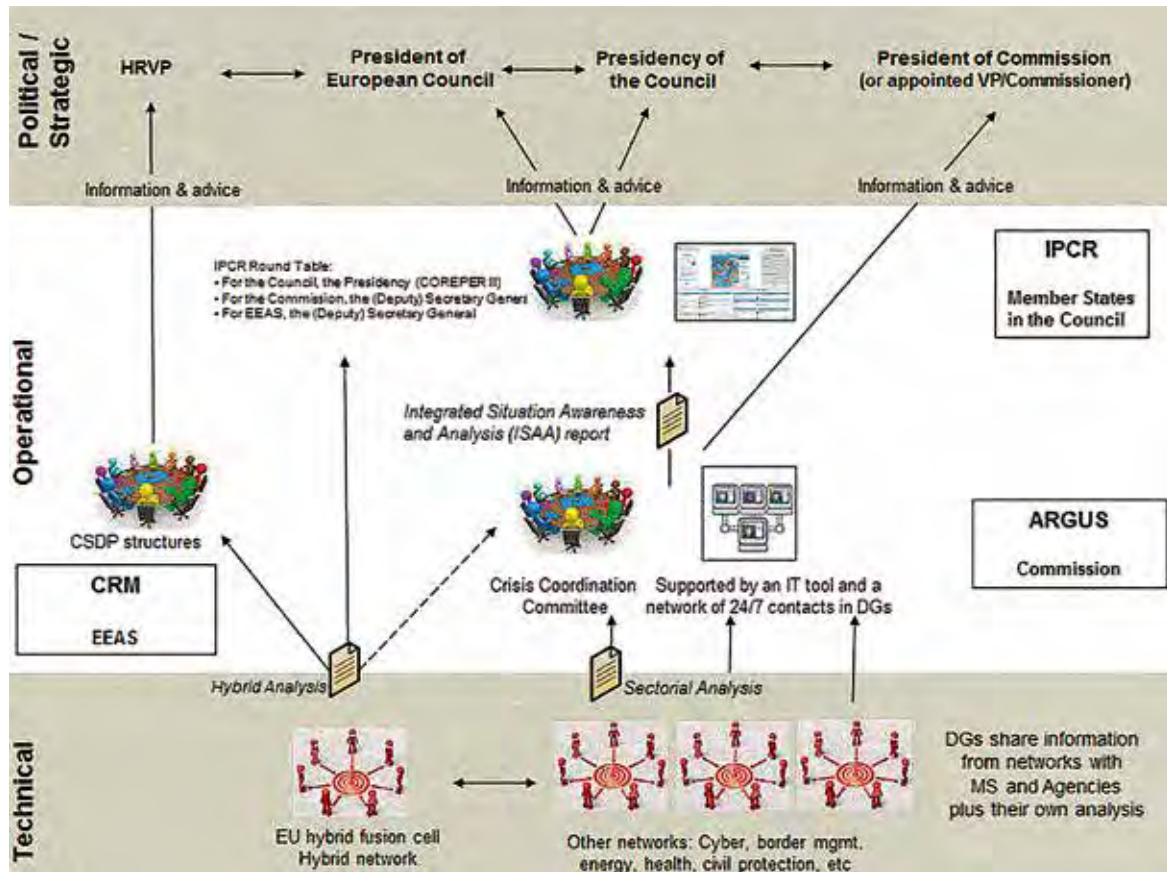 Political /
Strategic
HRVP
President of
European Council
Presidency
of the Council
President of Commission
(or appointed VP/Commissioner)
Information & advice
Information & advice
Information & advice
Operational
IPCR Round Table:
• For the Council, the Presidency (COREPER II)
• For the Commission, the (Deputy) Secretary Genera
• For EEAS, the (Deputy) Secretary General
IPCR
Member States
in the Council
Integrated Situation Awareness
and Analysis (ISAA) report
CSDP structures
CRM
EEAS
Crisis Coordination
Committee
Supported by an IT tool and a
network of 24/7 contacts in DGs
ARGUS
Commission
Hybrid Analysis
Sectorial Analysis
Technical
EU hybrid fusion cell
Hybrid network
Other networks: Cyber, border mgmt,
energy, health, civil protection, etc
DGs share information
from networks with
MS and Agencies
plus their own analysis